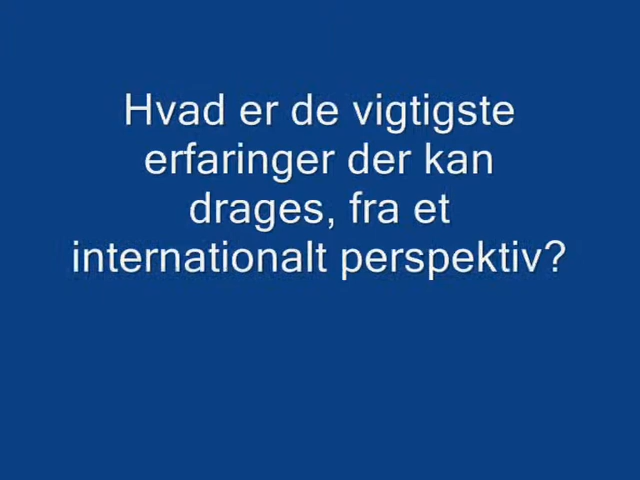 Hvad er de vigtigste
erfaringer der kan
drages, fra et
internationalt perspektiv?